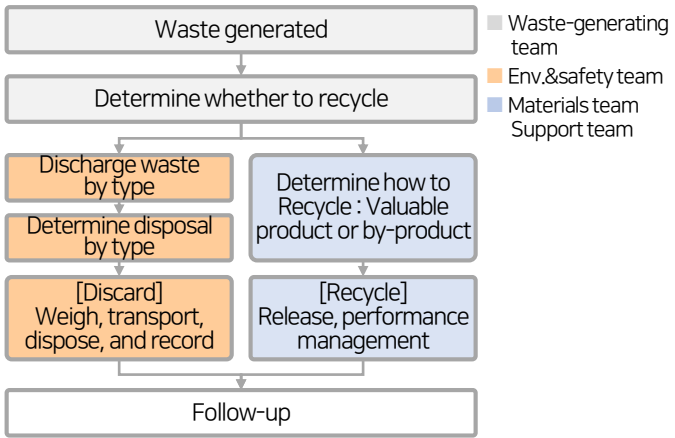 Waste generated
Determine whether to recycle
Discharge waste
by type
Determine disposal
by type
[Discard]
Weigh, transport,
dispose, and record
Determine how to
Recycle : Valuable
product or by-product
[Recycle]
Release, performance
management
Follow-up
Waste-generating
team
Env.&safety team
Materials team
Support team